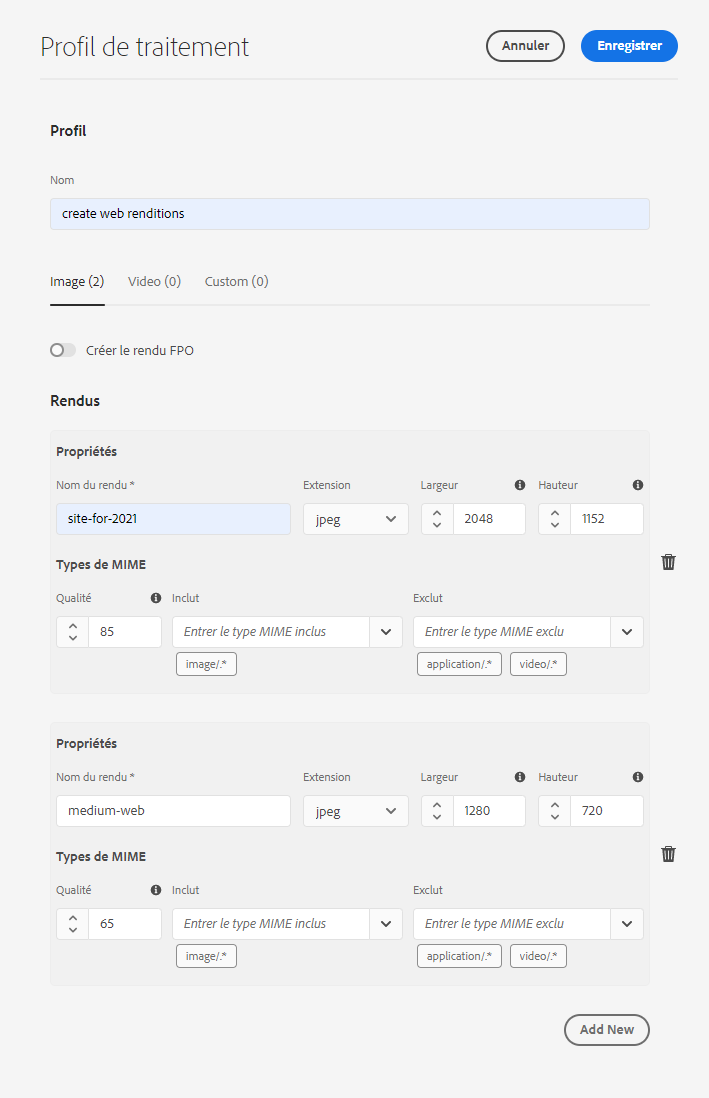 Profil de traitement
Annuler
Enregistrer
Profil
Nom
create web renditions
Image (2) Video (0) Custom (0)
Créer le rendu FPO
Rendus
Propriétés
Nom du rendu * Extension Largeur Hauteur
site-for-2021 jpeg 2048 1152
Types de MIME
Qualité Inclut Exclut
85 Entrer le type MIME inclus Entrer le type MIME exclu
image/.* application/.* video/.*
Propriétés
Nom du rendu * Extension Largeur Hauteur
medium-web jpeg 1280 720
Types de MIME
Qualité Inclut Exclut
65 Entrer le type MIME inclus Entrer le type MIME exclu
image/.* application/.* video/.*
Add New